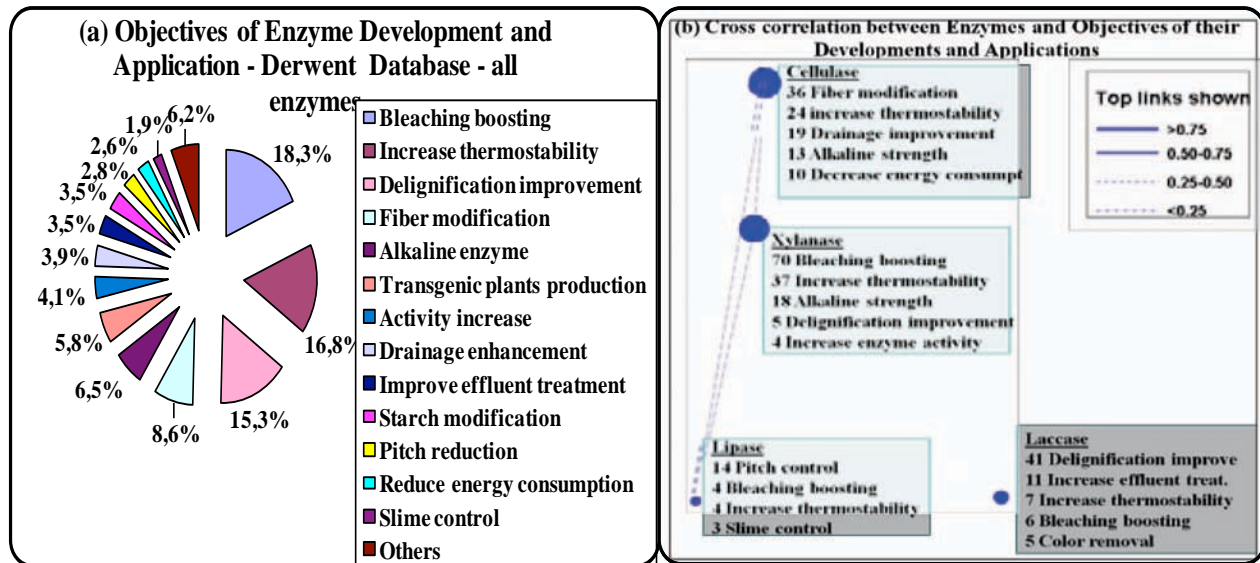 (a) Objectives of Enzyme Development and
Application - Derwent Database - all
enzymes
18,3%
16,8%
15,3%
8,6%
6,5%
5,8%
4,1%
3,9%
3,5%
3,5%
2,8%
2,6%
1,9%
6,2%
Bleaching boosting
Increase thermostability
Delignification improvement
Fiber modification
Alkaline enzyme
Transgenic plants production
Activity increase
Drainage enhancement
Improve effluent treatment
Starch modification
Pitch reduction
Reduce energy consumption
Slime control
Others
(b) Cross correlation between Enzymes and Objectives of their
Developments and Applications
Cellulase
36 Fiber modification
24 increase thermostability
19 Drainage improvement
13 Alkaline strength
10 Decrease energy consumpt
Top links shown
>0.75
0.50-0.75
0.25-0.50
<0.25
Xylanase
70 Bleaching boosting
37 Increase thermostability
18 Alkaline strength
5 Delignification improvement
4 Increase enzyme activity
Lipase
14 Pitch control
4 Bleaching boosting
4 Increase thermostability
3 Slime control
Laccase
41 Delignification improve
11 Increase effluent treat.
7 Increase thermostability
6 Bleaching boosting
5 Color removal